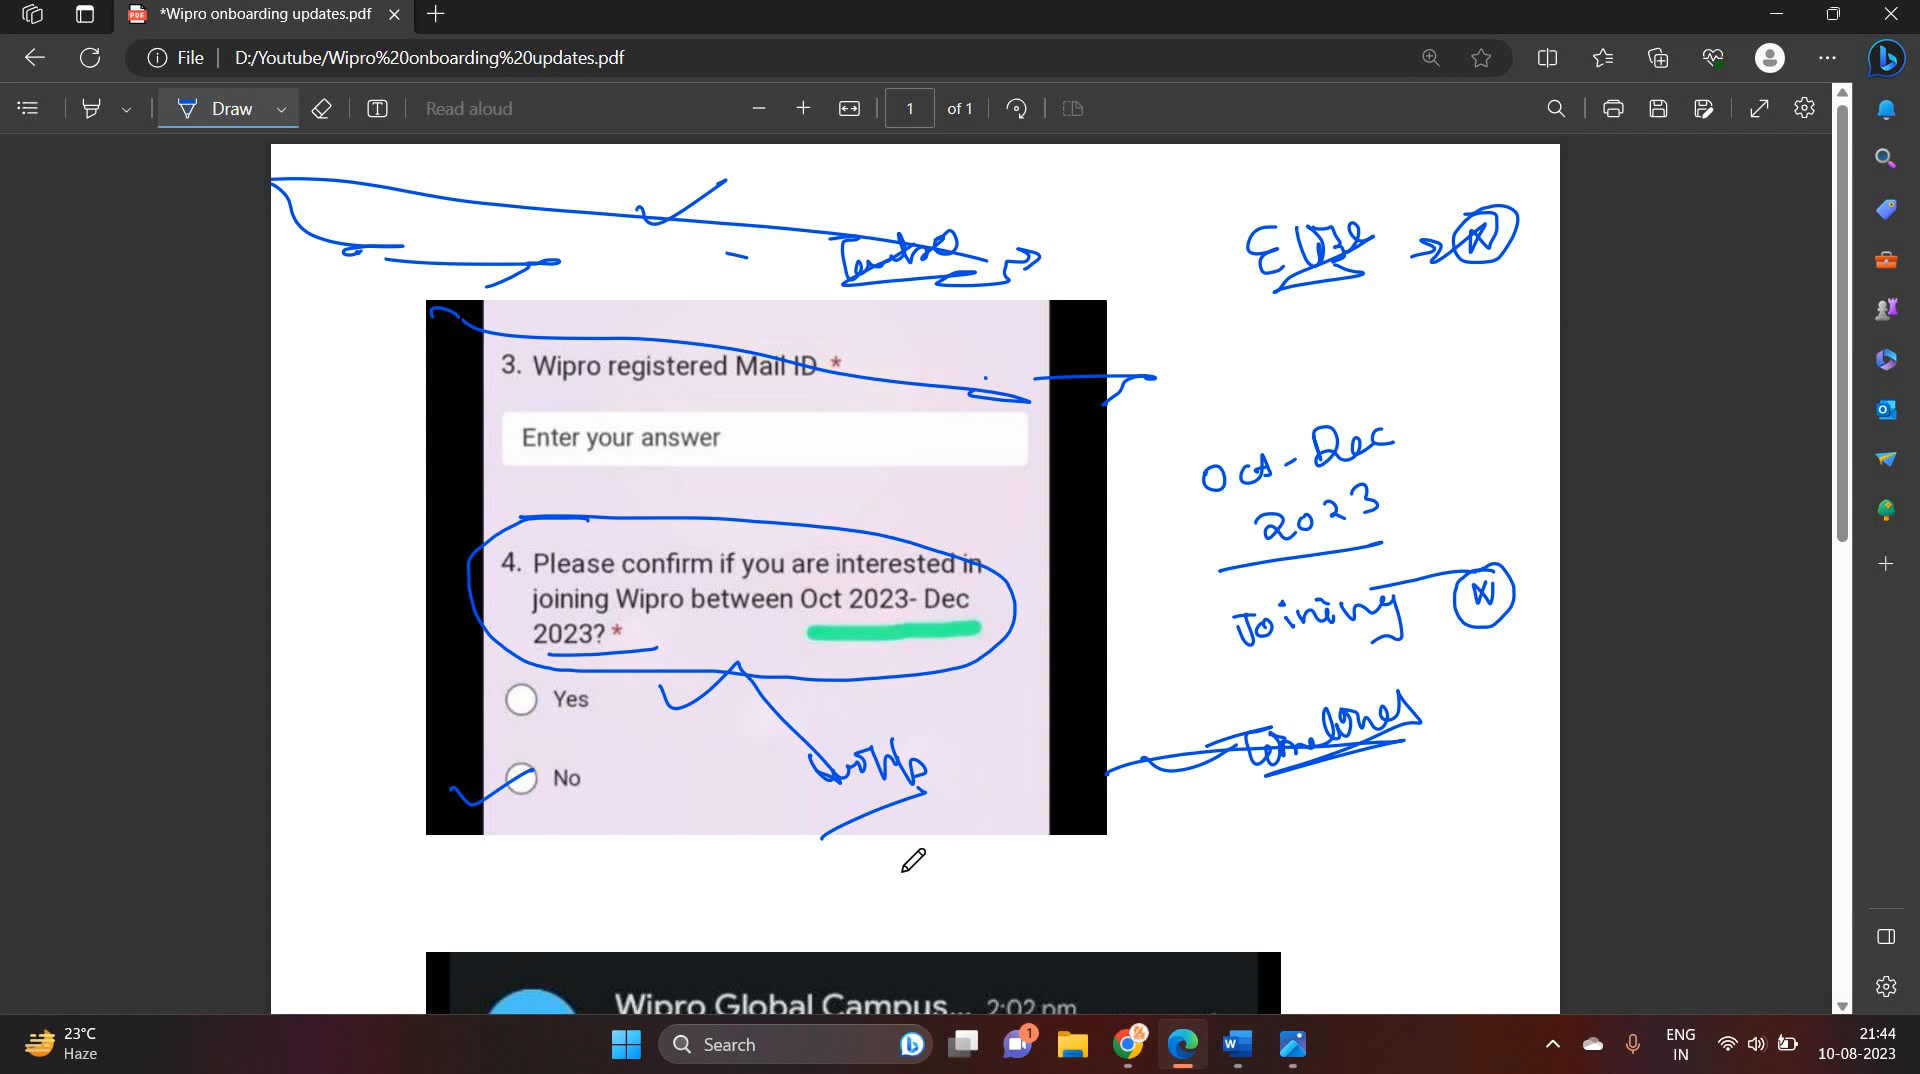 *Wipro onboarding updates.pdf
File
D:/Youtube/Wipro%20onboarding%20updates.pdf
Draw
Read aloud
1
of 1
3. Wipro registered Mail ID *
Enter your answer
Oct-Dec
2023
4. Please confirm if you are interested in
joining Wipro between Oct 2023- Dec
2023? *
Joining
W
Yes
timelines
No
Wipro Global Campus... 2:02 pm
23°C
Haze
Search
1
ENG
IN
21:44
10-08-2023